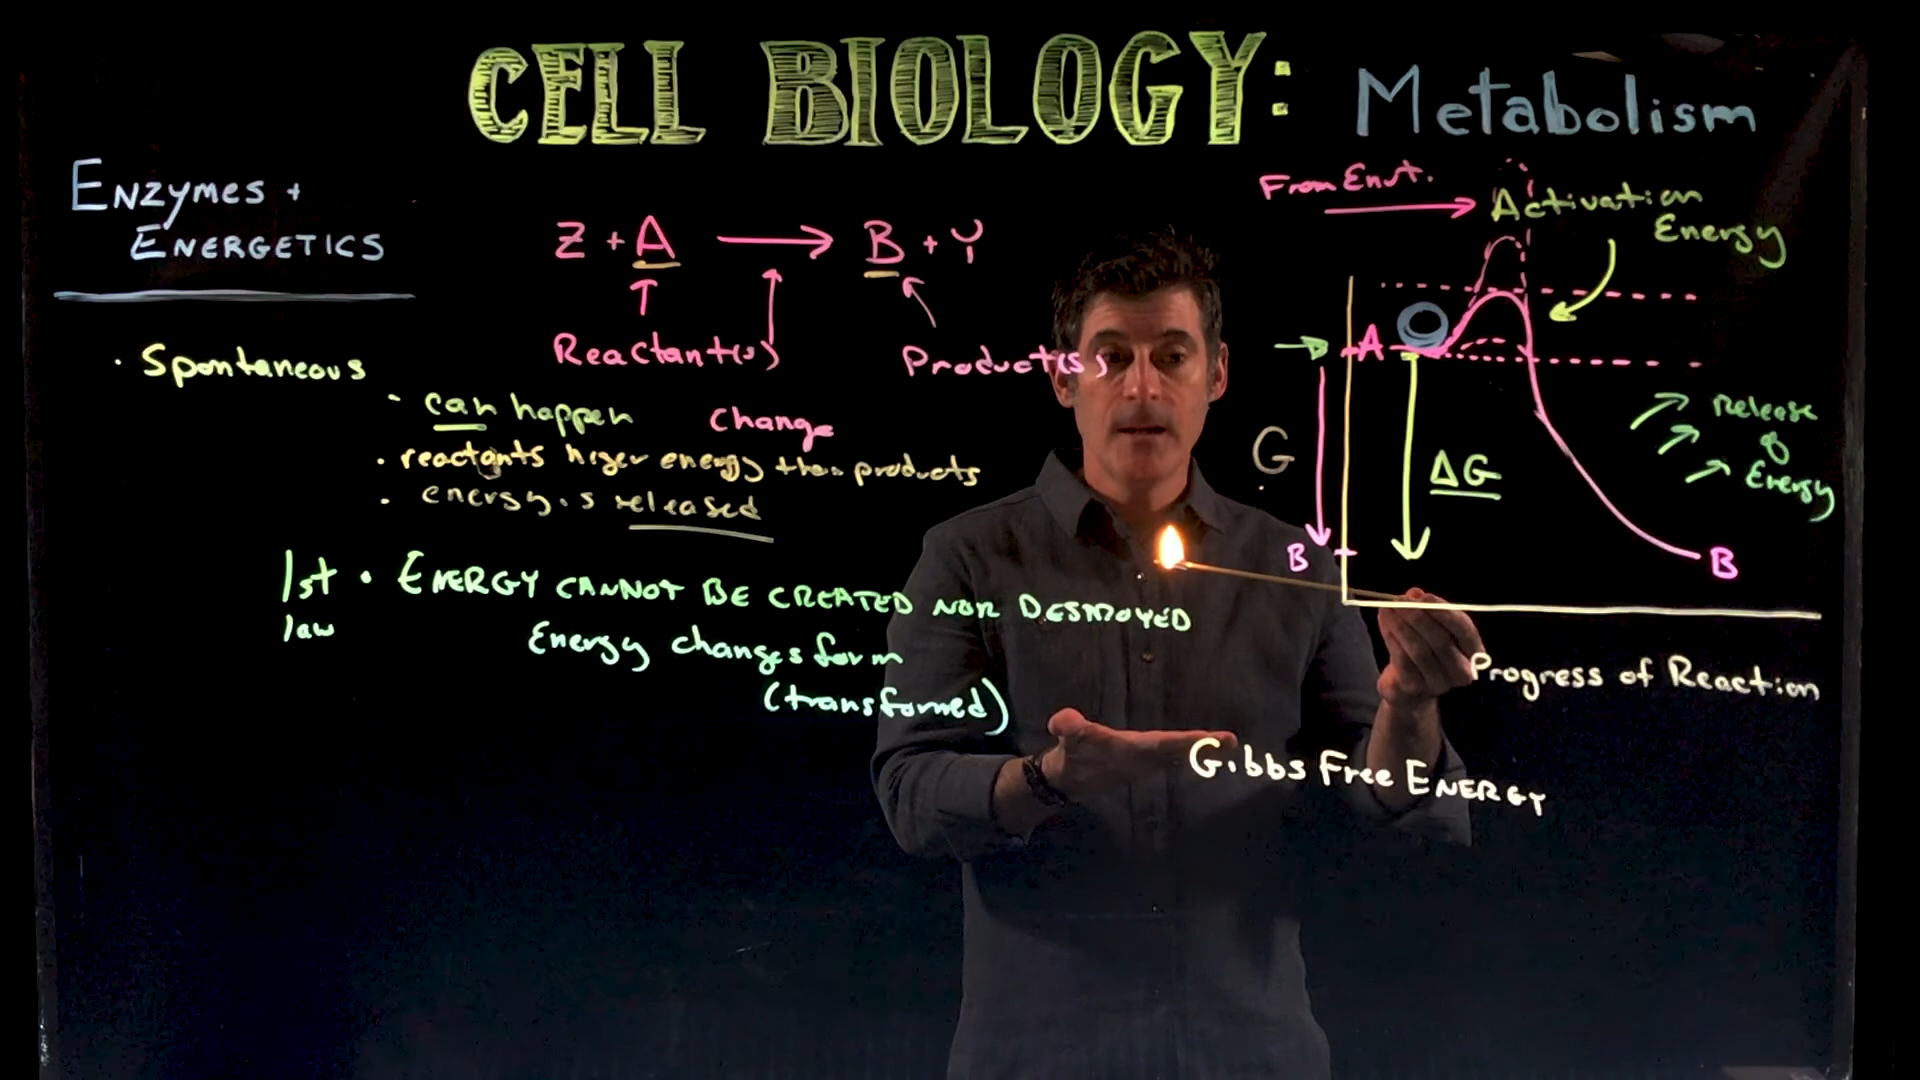 CELL BIOLOGY: Metabolism
ENZYMES +
ENERGETICS
Z + A → B + Y
Reactant(s)
Product(s)
• Spontaneous
- can happen
Change
• reactants higer energy than products
• energy is released
1st law • ENERGY CANNOT BE CREATED NOR DESTROYED
Energy changes form
(transformed)
From Envt. → Activation
Energy
A
G
ΔG
B
B
Release
of
Energy
Progress of Reaction
Gibbs Free ENERGY